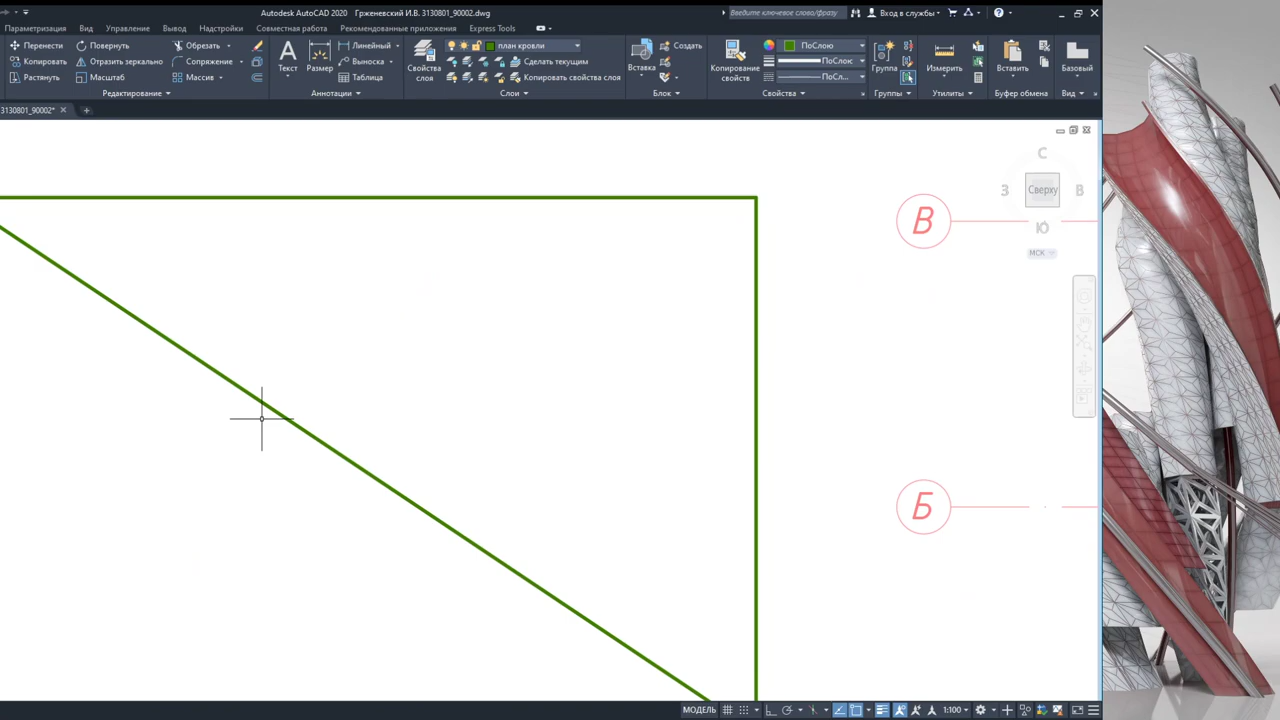 Autodesk AutoCAD 2020 Грженевский И.В. 3130801_90002.dwg
Введите ключевое слово/фразу
Вход в службы
Параметризация Вид Управление Вывод Надстройки Совместная работа Рекомендованные приложения Express Tools
Перенести Повернуть Обрезать
Копировать Отразить зеркально Сопряжение
Растянуть Масштаб Массив
Редактирование
Текст
Размер
Линейный
Выноска
Таблица
Аннотации
Свойства слоя
план кровли
Сделать текущим
Копировать свойства слоя
Слои
Вставка
Создать
Блок
Копирование свойств
ПоСлою
ПоСлок
ПоСл...
Свойства
Группа
Группы
Измерить
Утилиты
Вставить
Буфер обмена
Базовый
Вид
3130801_90002*
С
З Сверху В
Ю
МСК
В
Б
МОДЕЛЬ
1:100